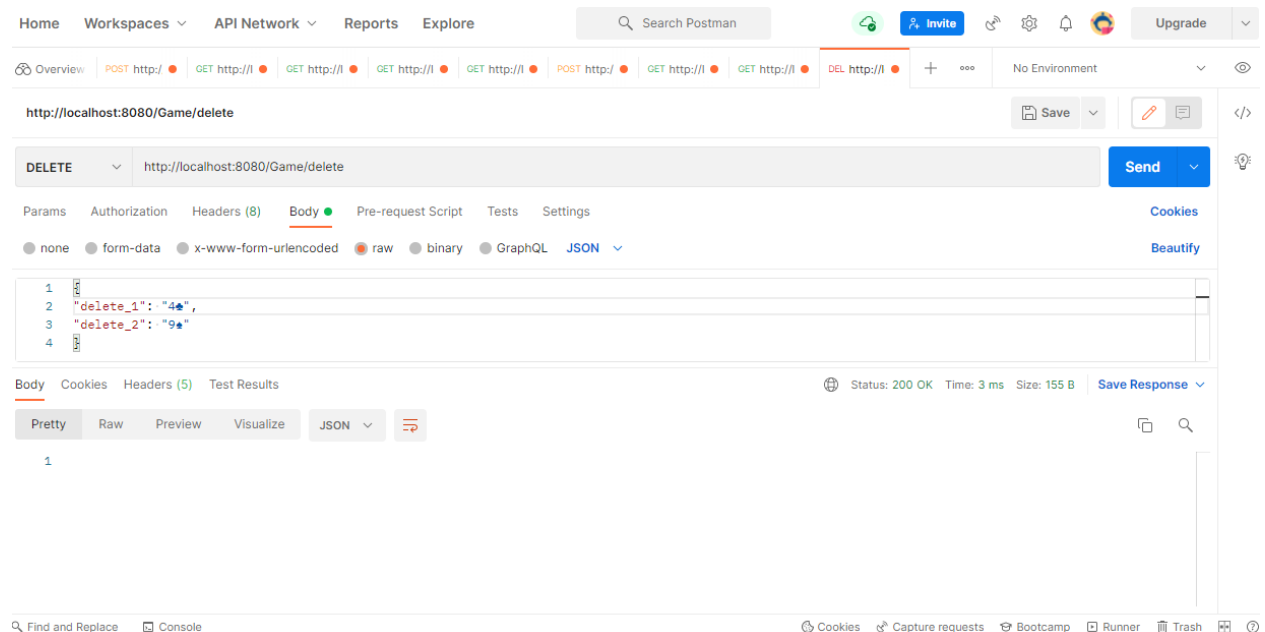 Home Workspaces API Network Reports Explore Search Postman Invite Upgrade
Overview POST http:/ GET http://l GET http://l GET http://l GET http://l POST http:/ GET http://l GET http://l DEL http://l + ooo No Environment
http://localhost:8080/Game/delete Save </>
DELETE http://localhost:8080/Game/delete Send
Params Authorization Headers (8) Body Pre-request Script Tests Settings Cookies
none form-data x-www-form-urlencoded raw binary GraphQL JSON Beautify
1 {
2 "delete_1": "4♣",
3 "delete_2": "9♠"
4 }
Body Cookies Headers (5) Test Results Status: 200 OK Time: 3 ms Size: 155 B Save Response
Pretty Raw Preview Visualize JSON
1
Find and Replace Console Cookies Capture requests Bootcamp Runner Trash